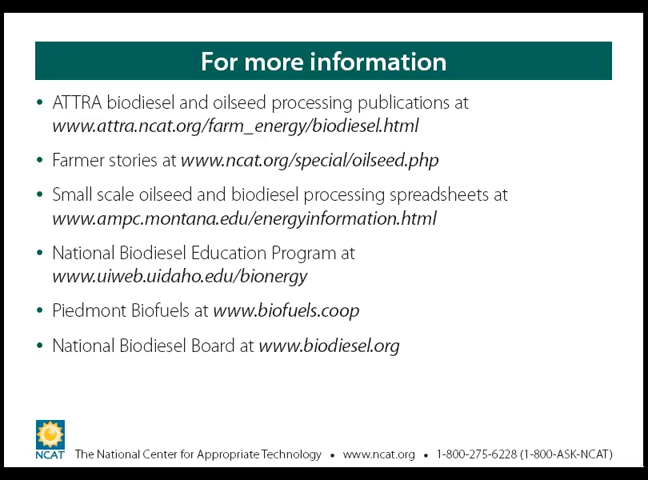 For more information
• ATTRA biodiesel and oilseed processing publications at
www.attra.ncat.org/farm_energy/biodiesel.html
• Farmer stories at www.ncat.org/special/oilseed.php
• Small scale oilseed and biodiesel processing spreadsheets at
www.ampc.montana.edu/energyinformation.html
• National Biodiesel Education Program at
www.uiweb.uidaho.edu/bionergy
• Piedmont Biofuels at www.biofuels.coop
• National Biodiesel Board at www.biodiesel.org
NCAT
The National Center for Appropriate Technology • www.ncat.org • 1-800-275-6228 (1-800-ASK-NCAT)